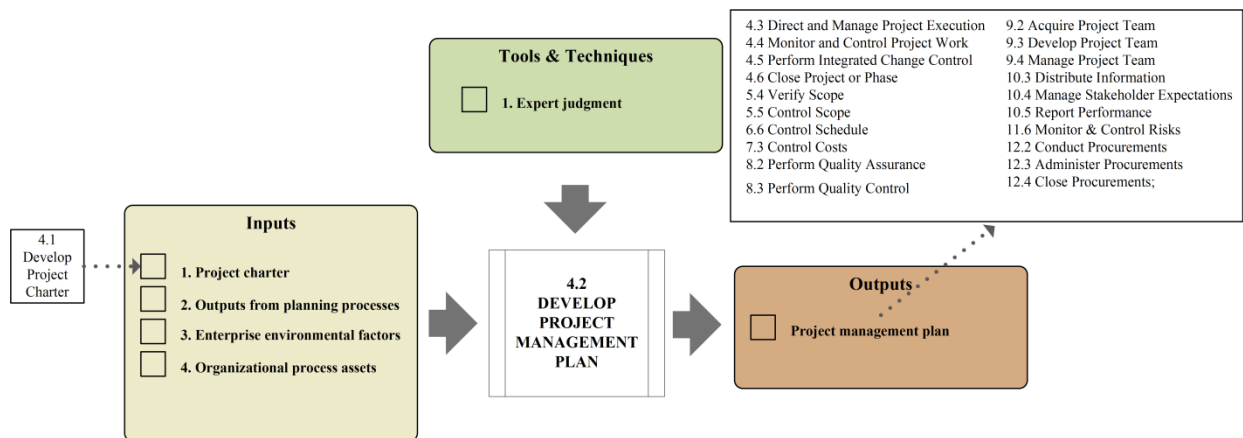 Tools & Techniques
1. Expert judgment
4.3 Direct and Manage Project Execution
4.4 Monitor and Control Project Work
4.5 Perform Integrated Change Control
4.6 Close Project or Phase
5.4 Verify Scope
5.5 Control Scope
6.6 Control Schedule
7.3 Control Costs
8.2 Perform Quality Assurance
8.3 Perform Quality Control
9.2 Acquire Project Team
9.3 Develop Project Team
9.4 Manage Project Team
10.3 Distribute Information
10.4 Manage Stakeholder Expectations
10.5 Report Performance
11.6 Monitor & Control Risks
12.2 Conduct Procurements
12.3 Administer Procurements
12.4 Close Procurements;
4.1
Develop
Project
Charter
Inputs
1. Project charter
2. Outputs from planning processes
3. Enterprise environmental factors
4. Organizational process assets
4.2
DEVELOP
PROJECT
MANAGEMENT
PLAN
Outputs
Project management plan